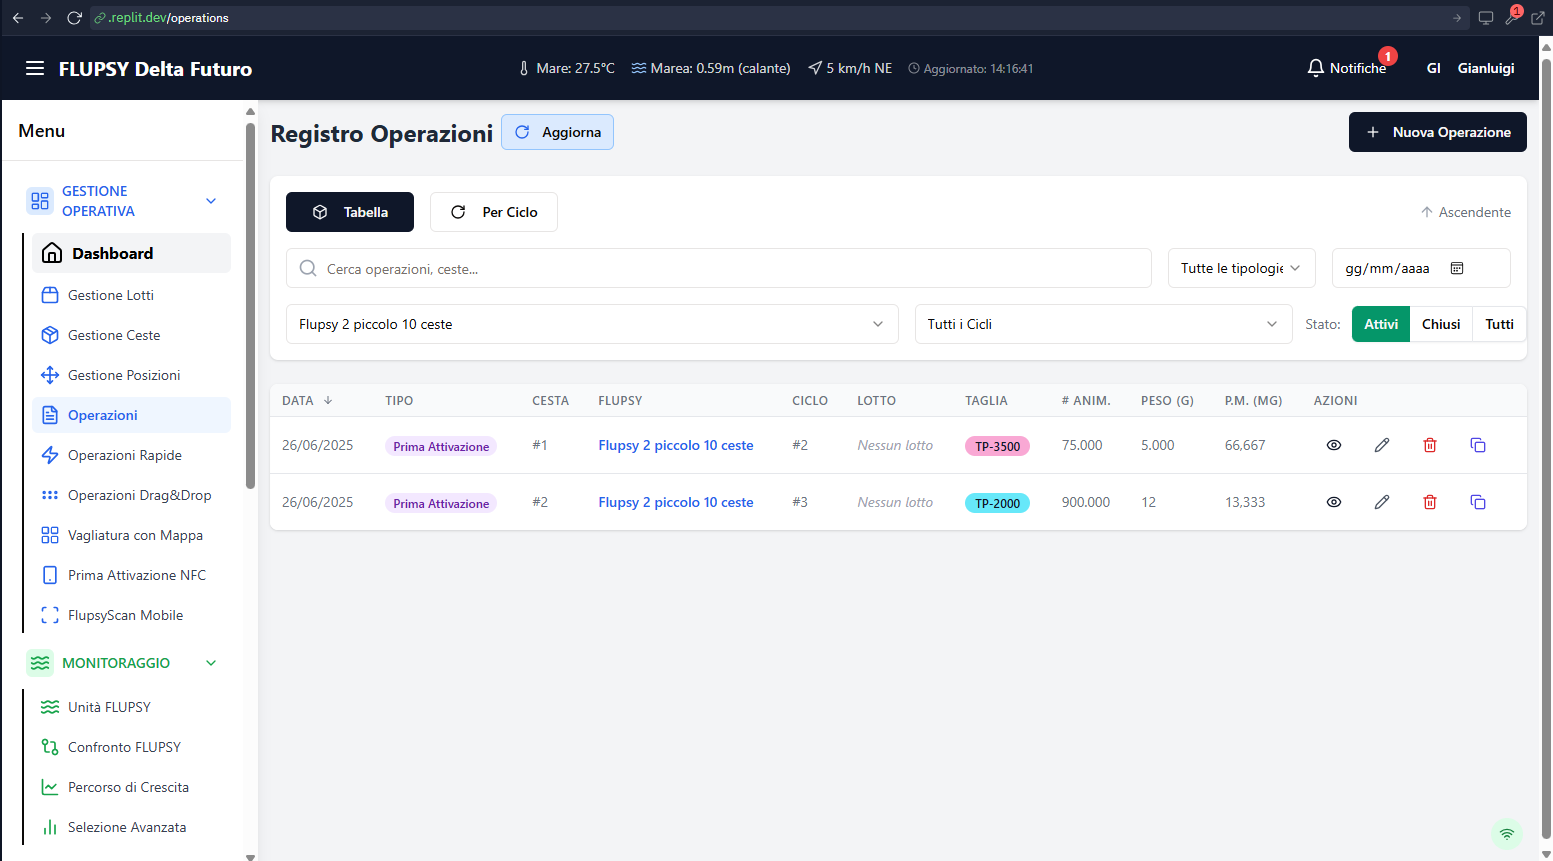 .replit.dev/operations
1
FLUPSY Delta Futuro
Mare: 27.5°C
Marea: 0.59m (calante)
5 km/h NE
Aggiornato: 14:16:41
Notifiche
1
GI
Gianluigi
Menu
GESTIONE
OPERATIVA
Dashboard
Gestione Lotti
Gestione Ceste
Gestione Posizioni
Operazioni
Operazioni Rapide
Operazioni Drag&Drop
Vagliatura con Mappa
Prima Attivazione NFC
FlupsyScan Mobile
MONITORAGGIO
Unità FLUPSY
Confronto FLUPSY
Percorso di Crescita
Selezione Avanzata
Registro Operazioni
Aggiorna
Nuova Operazione
Tabella
Per Ciclo
Ascendente
Cerca operazioni, ceste...
Tutte le tipologie
gg/mm/aaaa
Flupsy 2 piccolo 10 ceste
Tutti i Cicli
Stato:
Attivi
Chiusi
Tutti
DATA TIPO CESTA FLUPSY CICLO LOTTO TAGLIA # ANIM. PESO (G) P.M. (MG) AZIONI
26/06/2025 Prima Attivazione #1 Flupsy 2 piccolo 10 ceste #2 Nessun lotto TP-3500 75.000 5.000 66,667
26/06/2025 Prima Attivazione #2 Flupsy 2 piccolo 10 ceste #3 Nessun lotto TP-2000 900.000 12 13,333